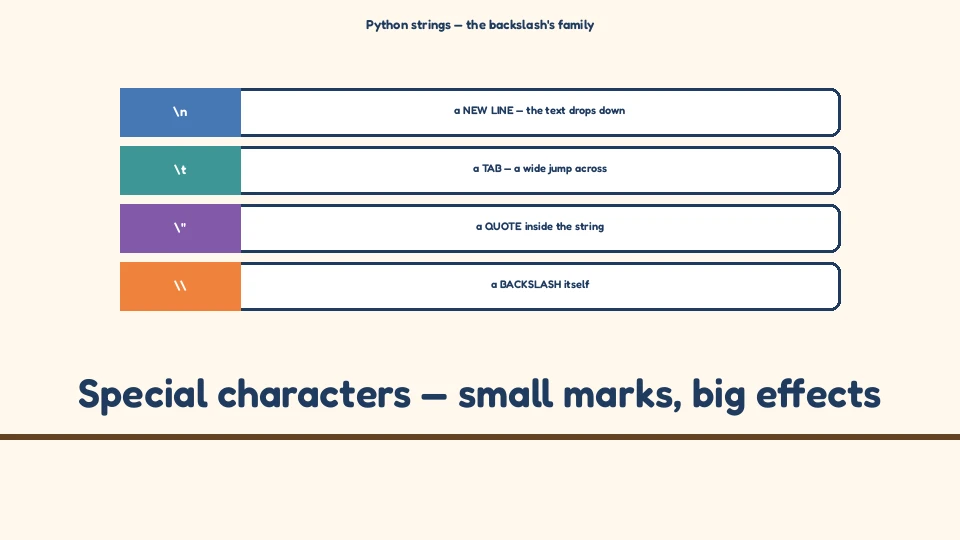 Python strings — the backslash's family
\n
a NEW LINE — the text drops down
\t
a TAB — a wide jump across
\"
a QUOTE inside the string
\\
a BACKSLASH itself
Special characters — small marks, big effects